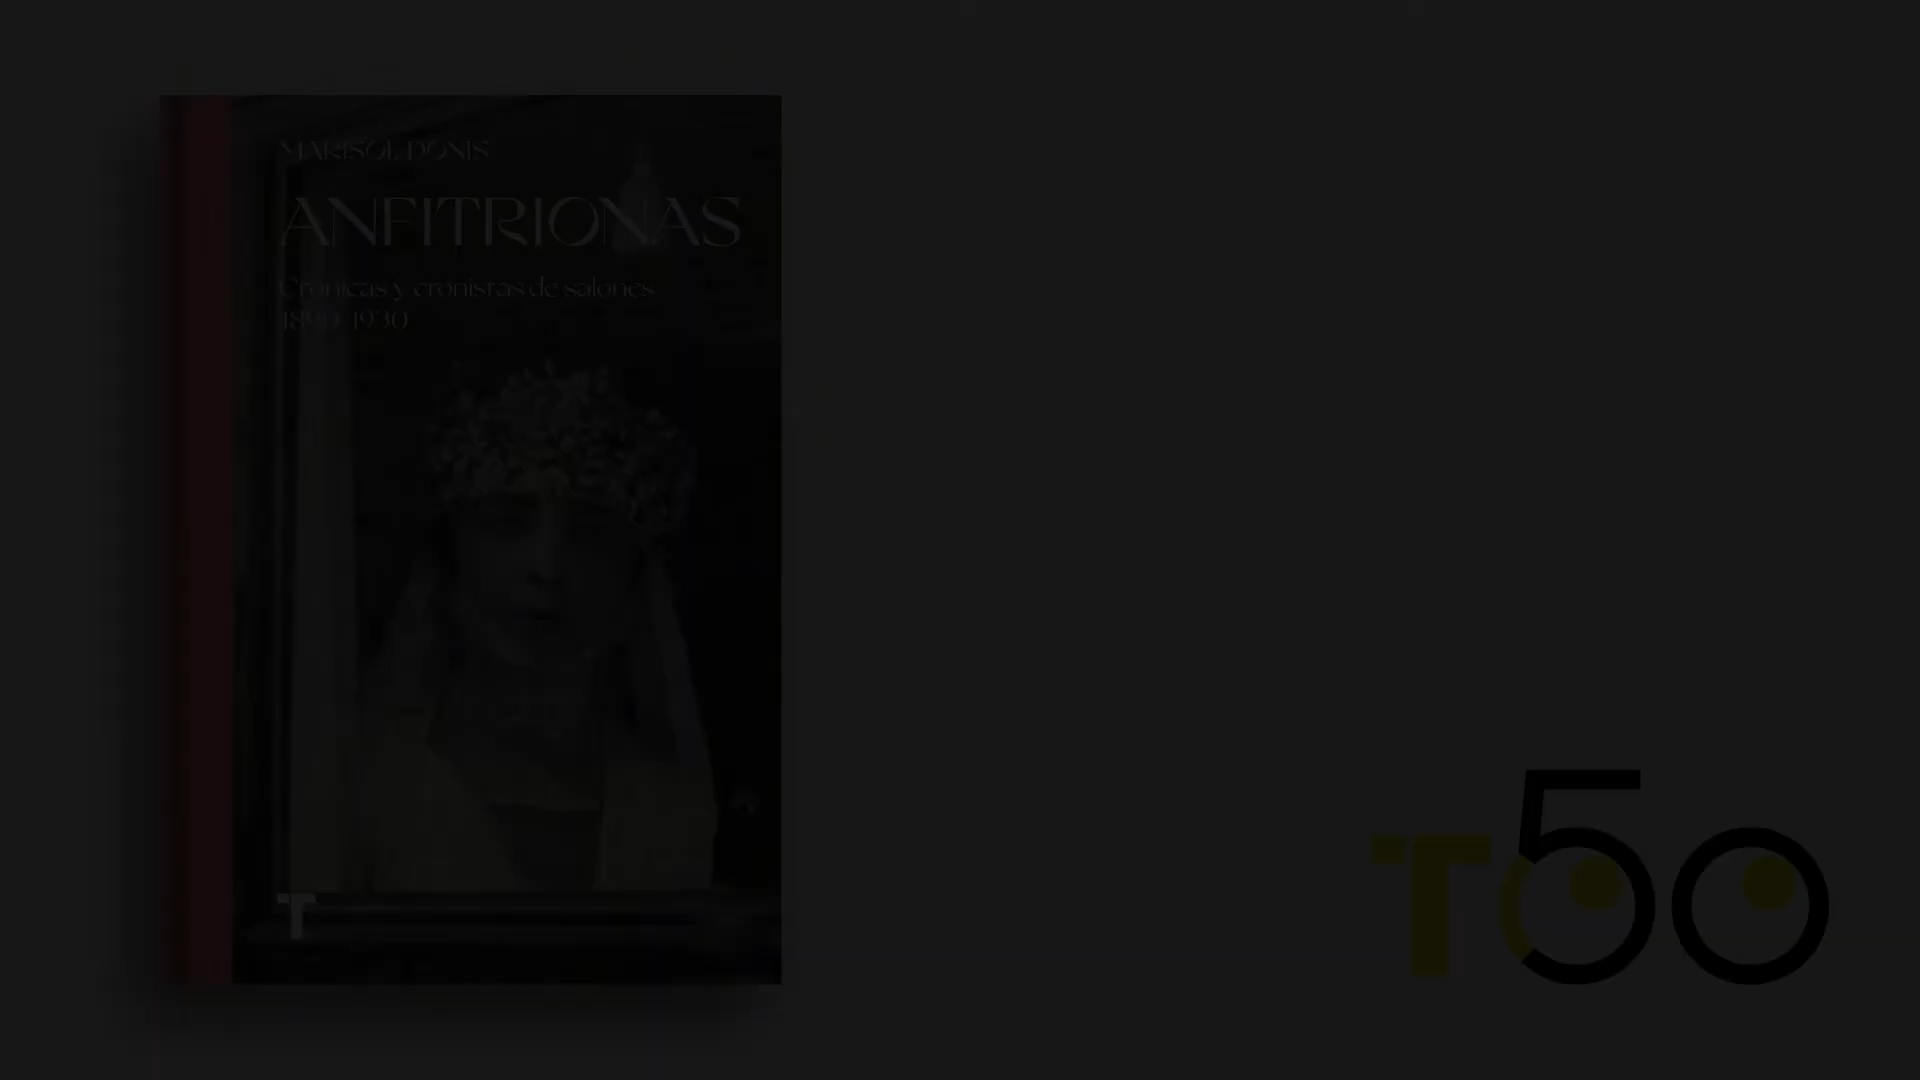 MARISOL DONIS
ANFITRIONAS
Crónicas y cronistas de salones
1890-1930
T
T50